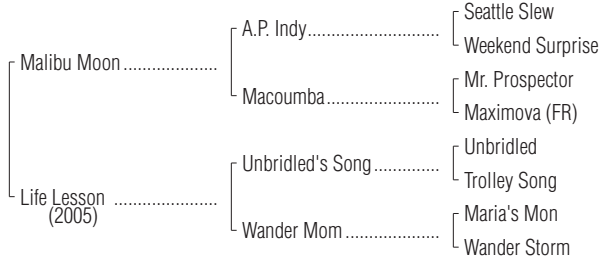 Seattle Slew
A.P. Indy
Weekend Surprise
Malibu Moon
Mr. Prospector
Macoumba
Maximova (FR)
Unbridled
Unbridled's Song
Trolley Song
Life Lesson
(2005)
Maria's Mon
Wander Mom
Wander Storm